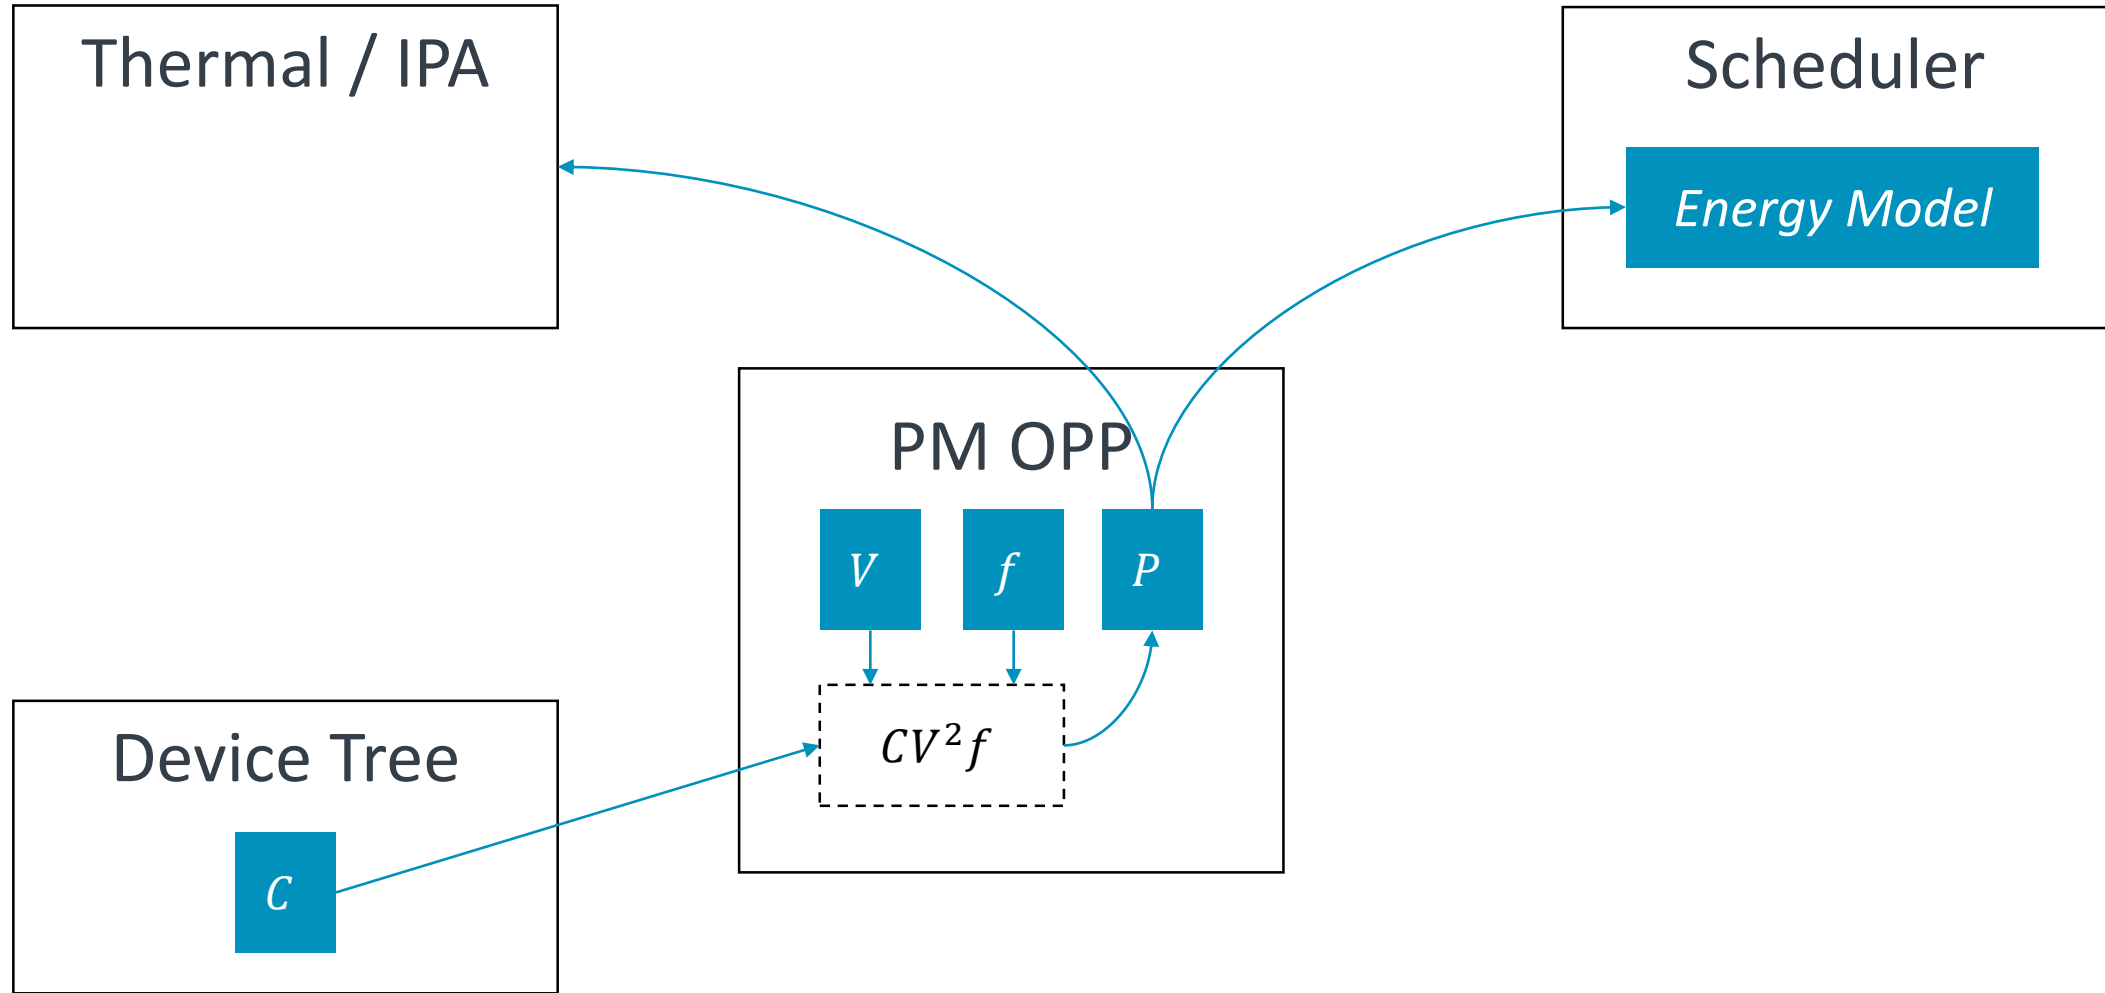 Thermal / IPA
Scheduler
Energy Model
PM OPP
V
f
P
CV²f
Device Tree
C